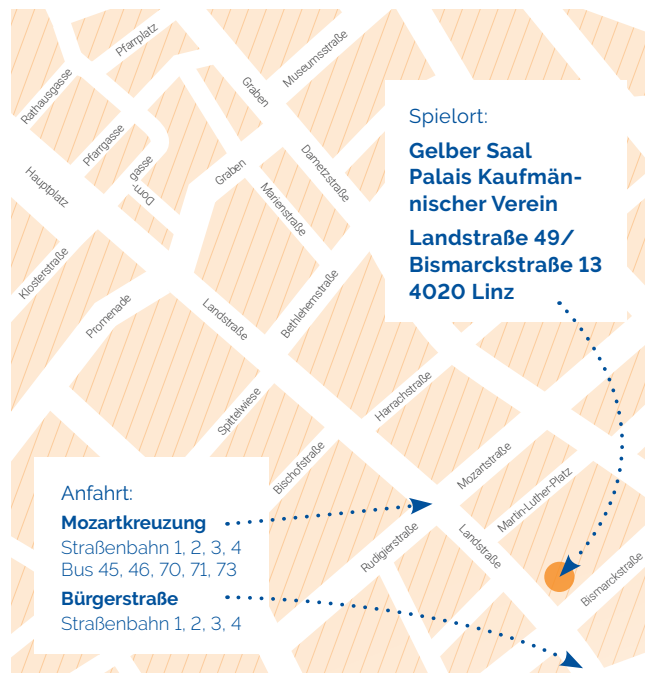 Pfarrplatz
Museumsstraße
Graben
Rathausgasse
Pfarrgasse
Dom-
gasse
Hauptplatz
Graben
Dametzstraße
Marienstraße
Klosterstraße
Promenade
Landstraße
Bethlehemstraße
Spittelwiese
Harrachstraße
Bischofstraße
Mozartstraße
Martin-Luther-Platz
Landstraße
Rudigierstraße
Bismarckstraße
Spielort:
Gelber Saal
Palais Kaufmän-
nischer Verein
Landstraße 49/
Bismarckstraße 13
4020 Linz
Anfahrt:
Mozartkreuzung
Straßenbahn 1, 2, 3, 4
Bus 45, 46, 70, 71, 73
Bürgerstraße
Straßenbahn 1, 2, 3, 4